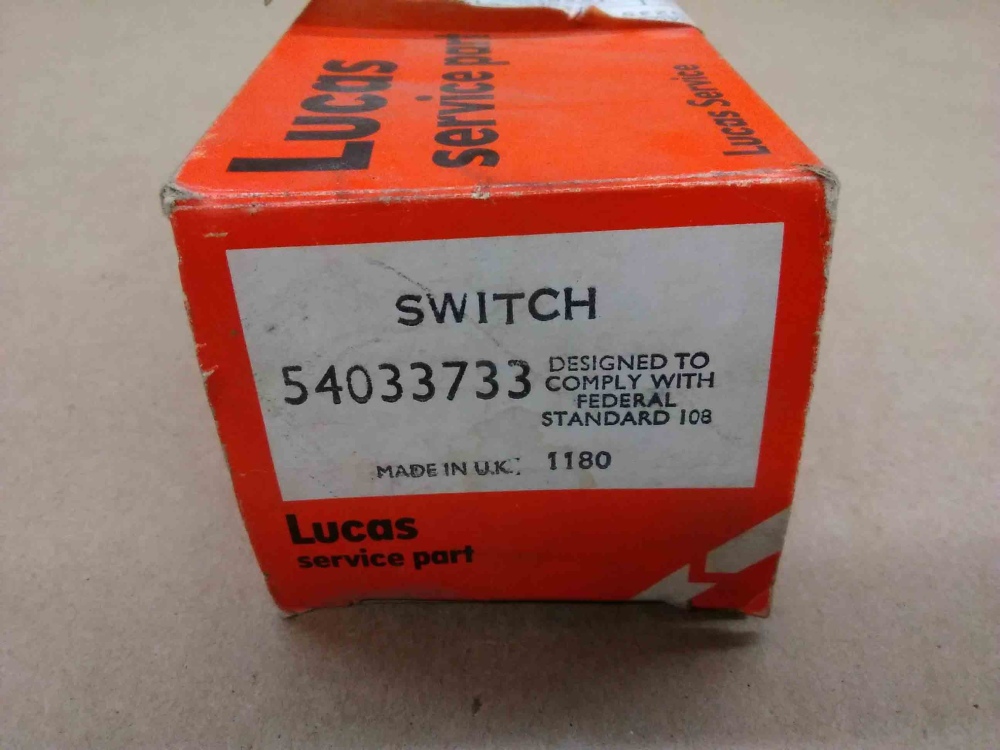 Lucas
service part
Lucas Service
SWITCH
54033733
DESIGNED TO
COMPLY WITH
FEDERAL
STANDARD 108
MADE IN U.K. 1180
Lucas
service part